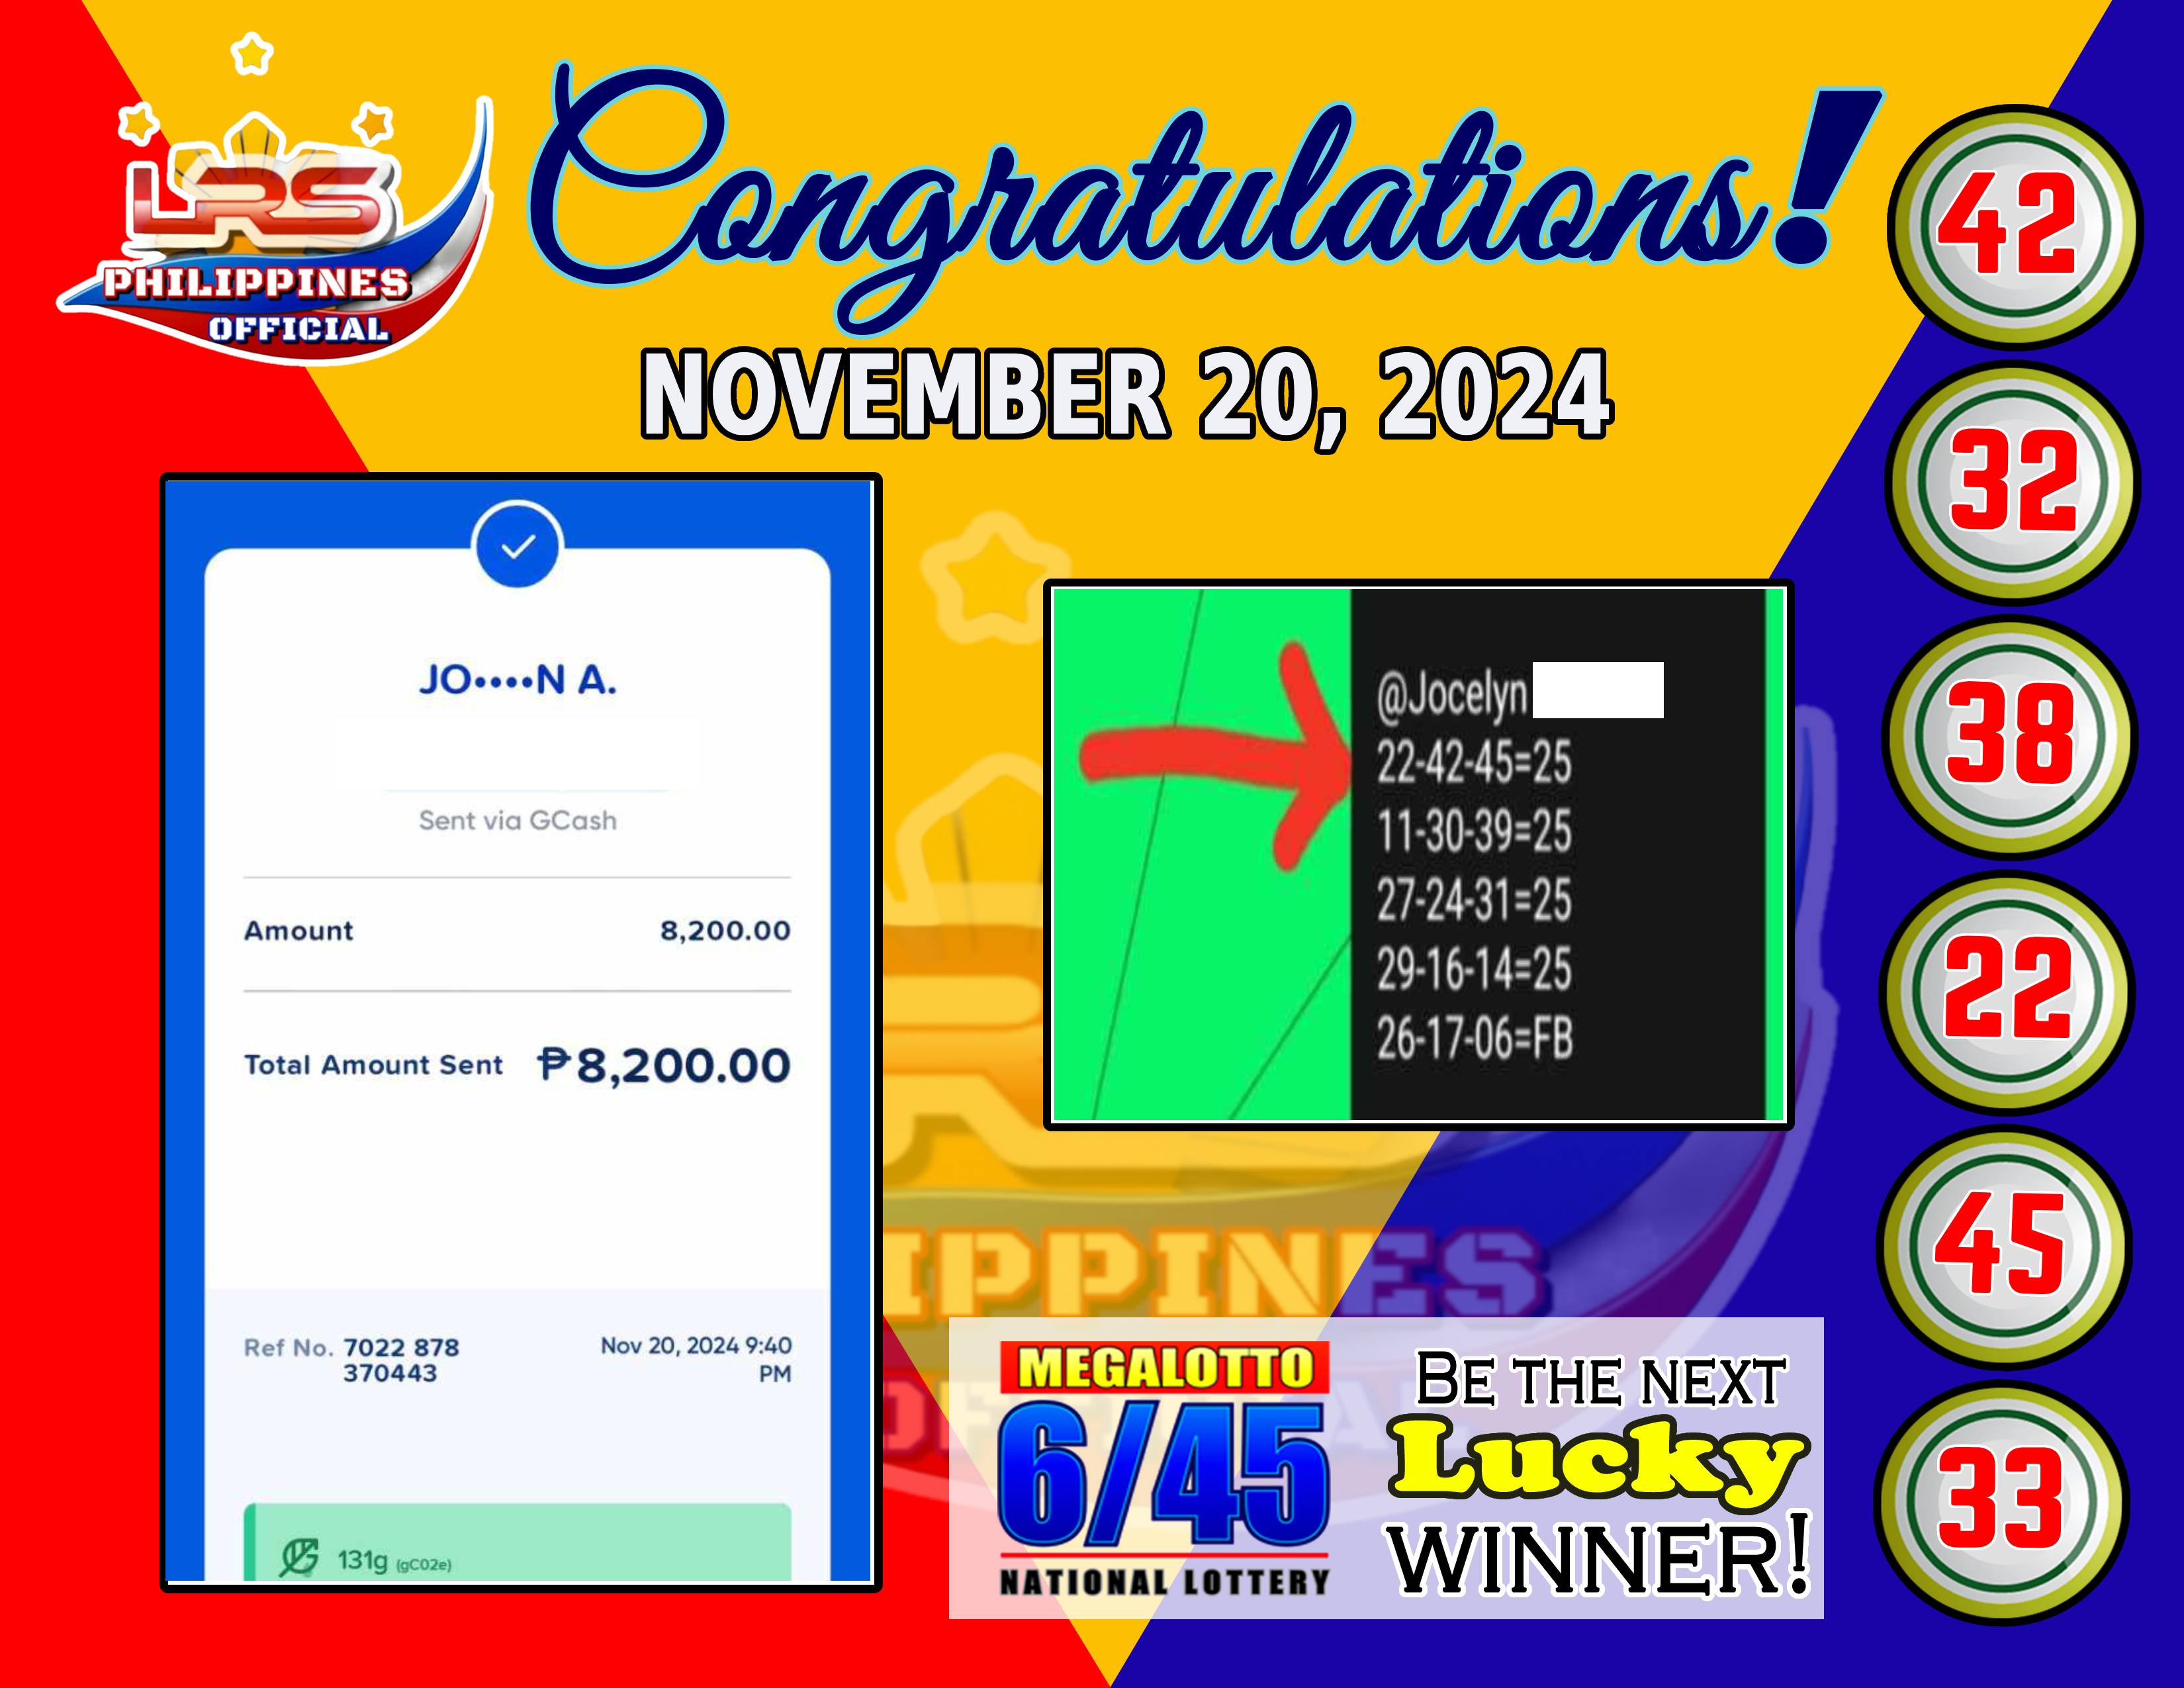 LRS
PHILIPPINES
OFFICIAL
Congratulations!
NOVEMBER 20, 2024
JO••••N A.
Sent via GCash
Amount 8,200.00
Total Amount Sent ₱8,200.00
Ref No. 7022 878
370443
Nov 20, 2024 9:40
PM
131g (gC02e)
@Jocelyn
22-42-45=25
11-30-39=25
27-24-31=25
29-16-14=25
26-17-06=FB
IPPINES
MEGALOTTO
6/45
NATIONAL LOTTERY
BE THE NEXT
Lucky
WINNER!
42
32
38
22
45
33